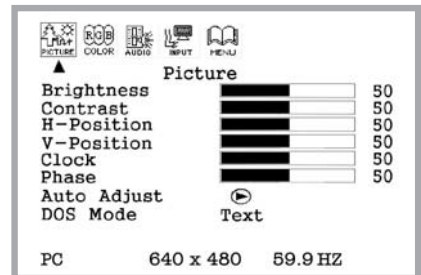 PICTURE RGB COLOR AUDIO INPUT MENU
Picture
Brightness 50
Contrast 50
H-Position 50
V-Position 50
Clock 50
Phase 50
Auto Adjust
DOS Mode Text
PC 640 x 480 59.9 HZ